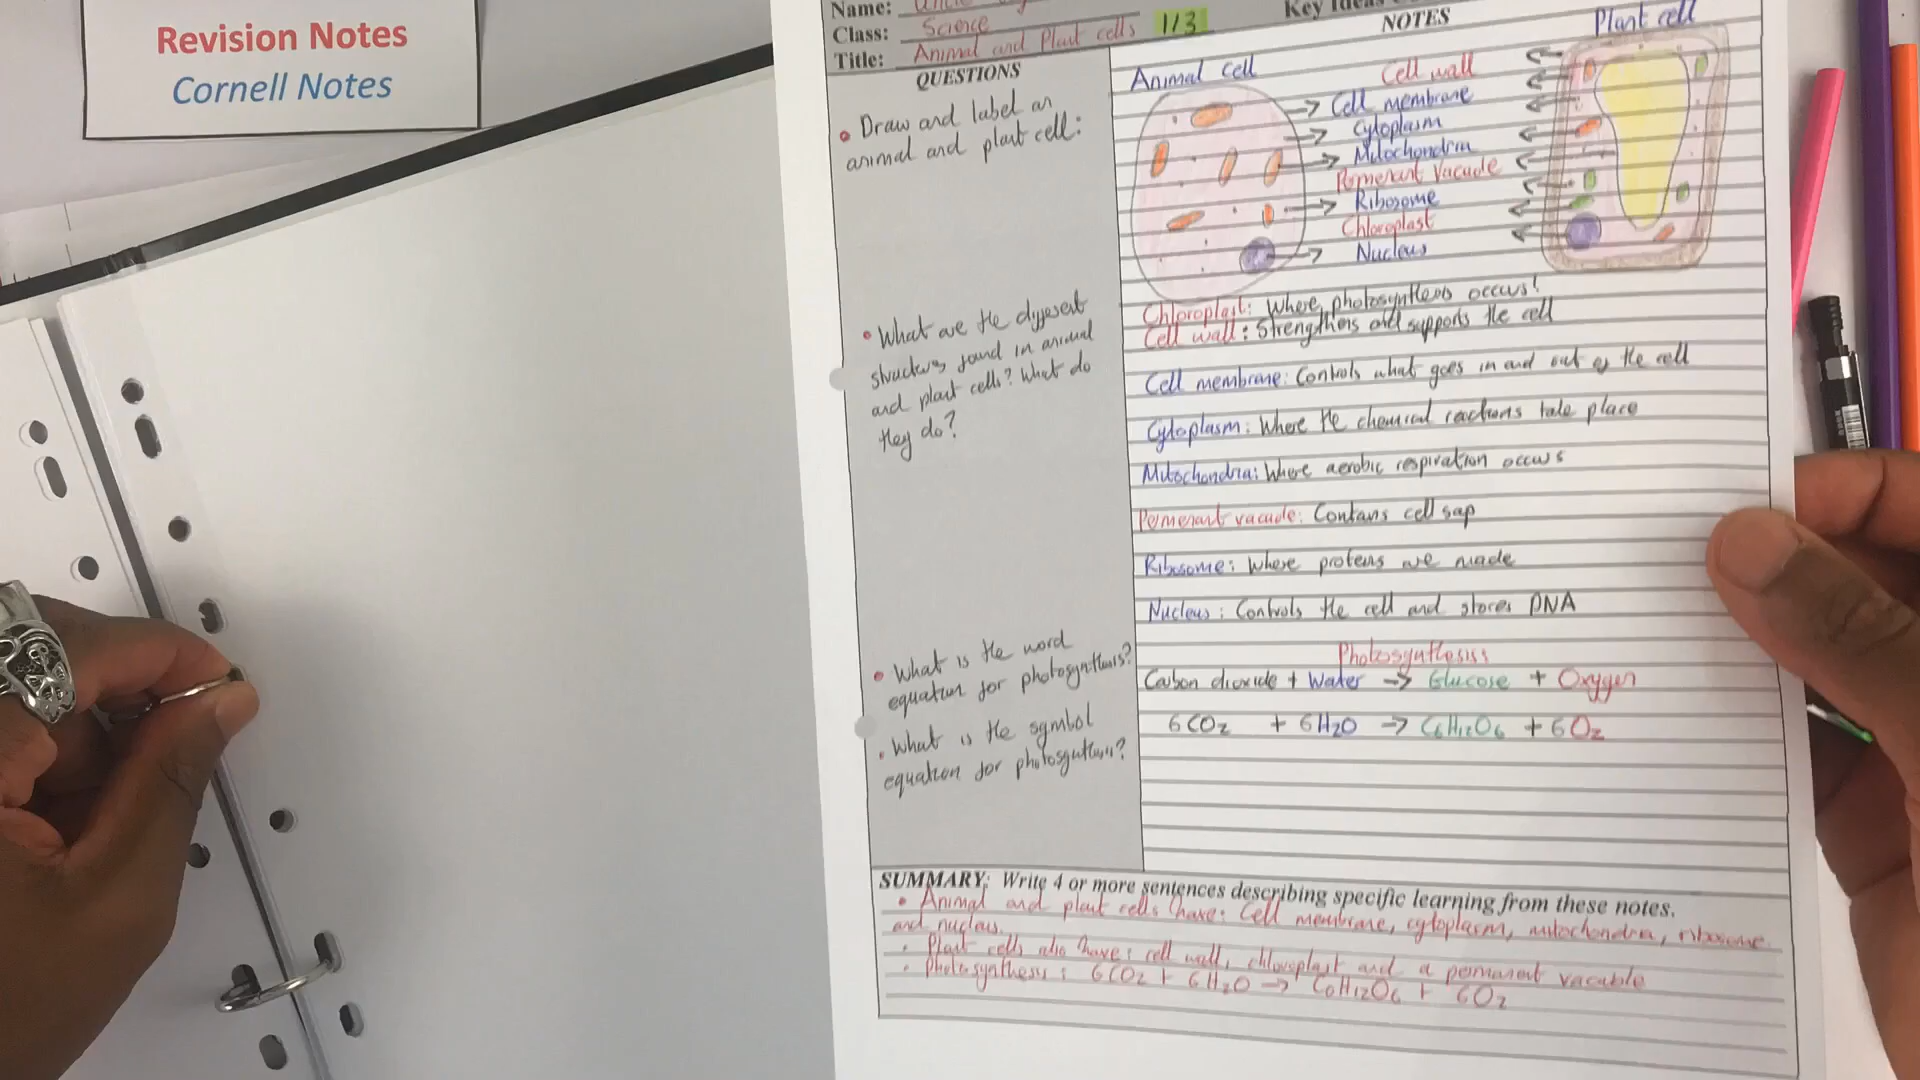 Revision Notes
Cornell Notes
Name:
Class: Science
Title: Animal and Plant cells 1/3
Key Ideas
QUESTIONS
NOTES
• Draw and label an
animal and plant cell:
Animal cell
Plant cell
Cell wall
Cell membrane
Cytoplasm
Mitochondria
Permenant vacuole
Ribosome
Chloroplast
Nucleus
• What are the different
structures found in animal
and plant cells? What do
they do?
Chloroplast: Where photosynthesis occurs!
Cell wall: Strengthens and supports the cell
Cell membrane: Controls what goes in and out of the cell
Cytoplasm: Where the chemical reactions take place
Mitochondria: Where aerobic respiration occurs
Permenant vacuole: Contains cell sap
Ribosome: Where proteins are made
Nucleus: Controls the cell and stores DNA
• What is the word
equation for photosynthesis?
• What is the symbol
equation for photosynthesis?
Photosynthesiss
Carbon dioxide + Water -> Glucose + Oxygen
6CO2 + 6H2O -> C6H12O6 + 6O2
SUMMARY: Write 4 or more sentences describing specific learning from these notes.
• Animal and plant cells have: Cell membrane, cytoplasm, mitochondria, ribosome
and nucleus.
• Plant cells also have: cell wall, chloroplast and a permanent vacuole
• Photosynthesis: 6CO2 + 6H2O -> C6H12O6 + 6O2